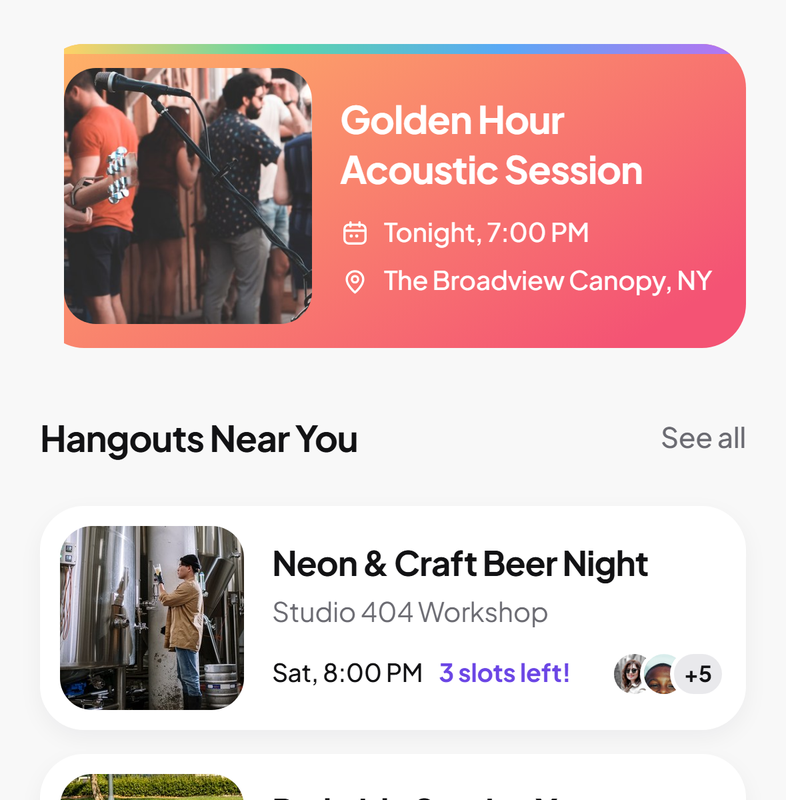 Golden Hour
Acoustic Session
Tonight, 7:00 PM
The Broadview Canopy, NY
Hangouts Near You
See all
Neon & Craft Beer Night
Studio 404 Workshop
Sat, 8:00 PM 3 slots left! +5